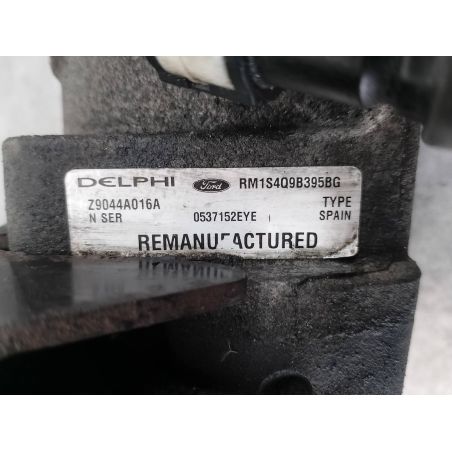 DELPHI Ford RM1S4Q9B395BG
Z9044A016A TYPE
N SER 0537152EYE SPAIN
REMANUFACTURED